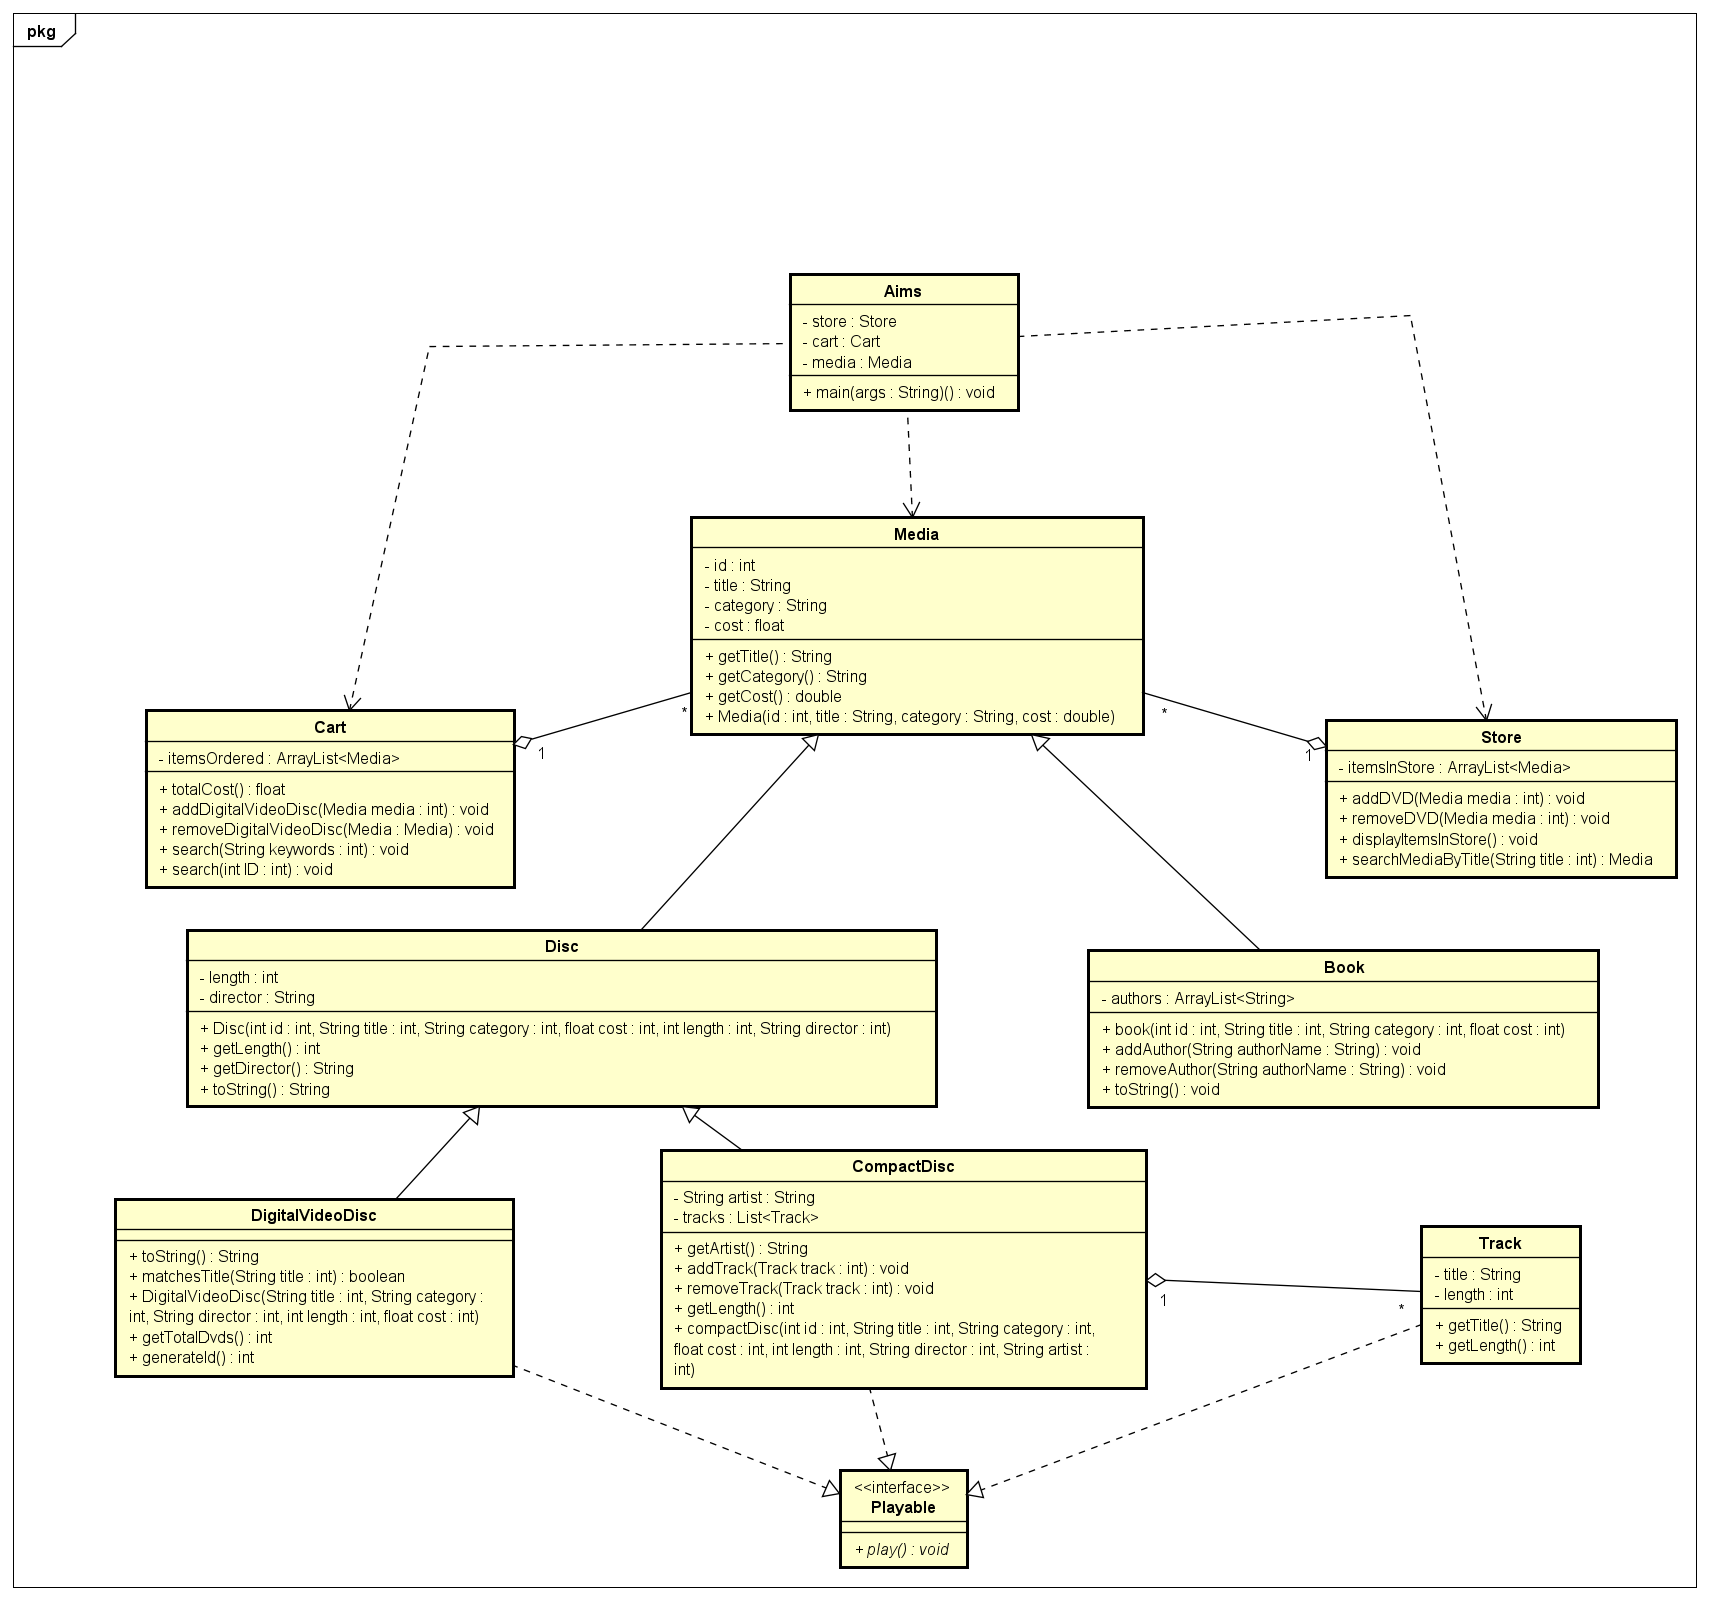 pkg
Aims
- store : Store
- cart : Cart
- media : Media
+ main(args : String)() : void
Media
- id : int
- title : String
- category : String
- cost : float
+ getTitle() : String
+ getCategory() : String
+ getCost() : double
+ Media(id : int, title : String, category : String, cost : double)
*
1
*
1
Cart
- itemsOrdered : ArrayList<Media>
+ totalCost() : float
+ addDigitalVideoDisc(Media media : int) : void
+ removeDigitalVideoDisc(Media : Media) : void
+ search(String keywords : int) : void
+ search(int ID : int) : void
Store
- itemsInStore : ArrayList<Media>
+ addDVD(Media media : int) : void
+ removeDVD(Media media : int) : void
+ displayItemsInStore() : void
+ searchMediaByTitle(String title : int) : Media
Disc
- length : int
- director : String
+ Disc(int id : int, String title : int, String category : int, float cost : int, int length : int, String director : int)
+ getLength() : int
+ getDirector() : String
+ toString() : String
Book
- authors : ArrayList<String>
+ book(int id : int, String title : int, String category : int, float cost : int)
+ addAuthor(String authorName : String) : void
+ removeAuthor(String authorName : String) : void
+ toString() : void
DigitalVideoDisc
+ toString() : String
+ matchesTitle(String title : int) : boolean
+ DigitalVideoDisc(String title : int, String category :
int, String director : int, int length : int, float cost : int)
+ getTotalDvds() : int
+ generateId() : int
CompactDisc
- String artist : String
- tracks : List<Track>
+ getArtist() : String
+ addTrack(Track track : int) : void
+ removeTrack(Track track : int) : void
+ getLength() : int
+ compactDisc(int id : int, String title : int, String category : int,
float cost : int, int length : int, String director : int, String artist :
int)
1
*
Track
- title : String
- length : int
+ getTitle() : String
+ getLength() : int
<<interface>>
Playable
+ play() : void